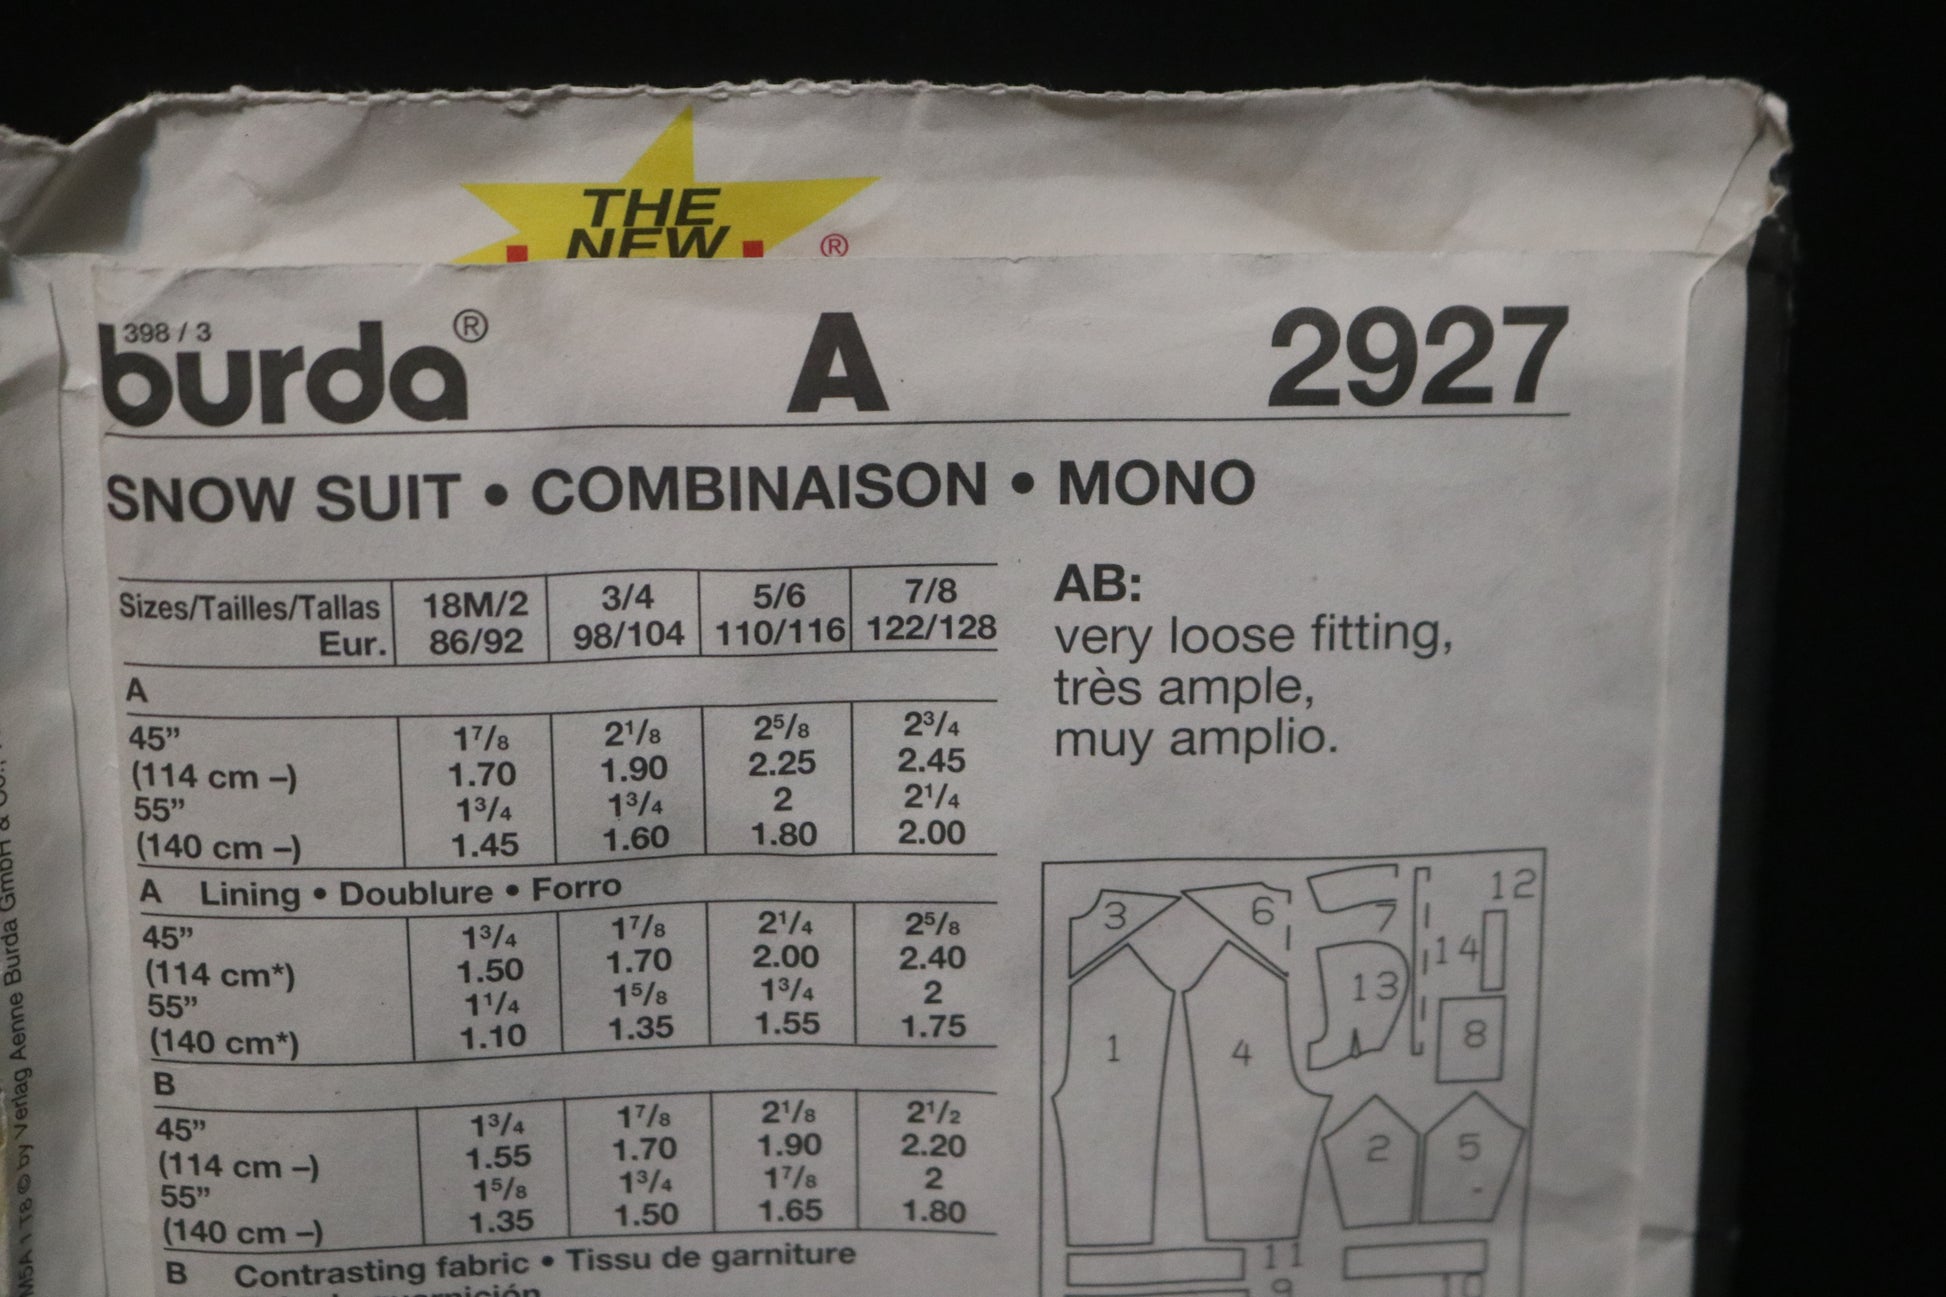 THE
NEW
®
398 / 3
burda® A 2927
SNOW SUIT • COMBINAISON • MONO
Sizes/Tailles/Tallas 18M/2 3/4 5/6 7/8
Eur. 86/92 98/104 110/116 122/128
A
45” 1⁷/₈ 2¹/₈ 2⁵/₈ 2³/₄
(114 cm –) 1.70 1.90 2.25 2.45
55” 1³/₄ 1³/₄ 2 2¹/₄
(140 cm –) 1.45 1.60 1.80 2.00
A Lining • Doublure • Forro
45” 1³/₄ 1⁷/₈ 2¹/₄ 2⁵/₈
(114 cm*) 1.50 1.70 2.00 2.40
55” 1¹/₄ 1⁵/₈ 1³/₄ 2
(140 cm*) 1.10 1.35 1.55 1.75
B
45” 1³/₄ 1⁷/₈ 2¹/₈ 2¹/₂
(114 cm –) 1.55 1.70 1.90 2.20
55” 1⁵/₈ 1³/₄ 1⁷/₈ 2
(140 cm –) 1.35 1.50 1.65 1.80
B Contrasting fabric • Tissu de garniture
AB:
very loose fitting,
très ample,
muy amplio.
3 6 7 12
14
13
1 4 8
2 5
11
9 10
© by Verlag Aenne Burda GmbH &